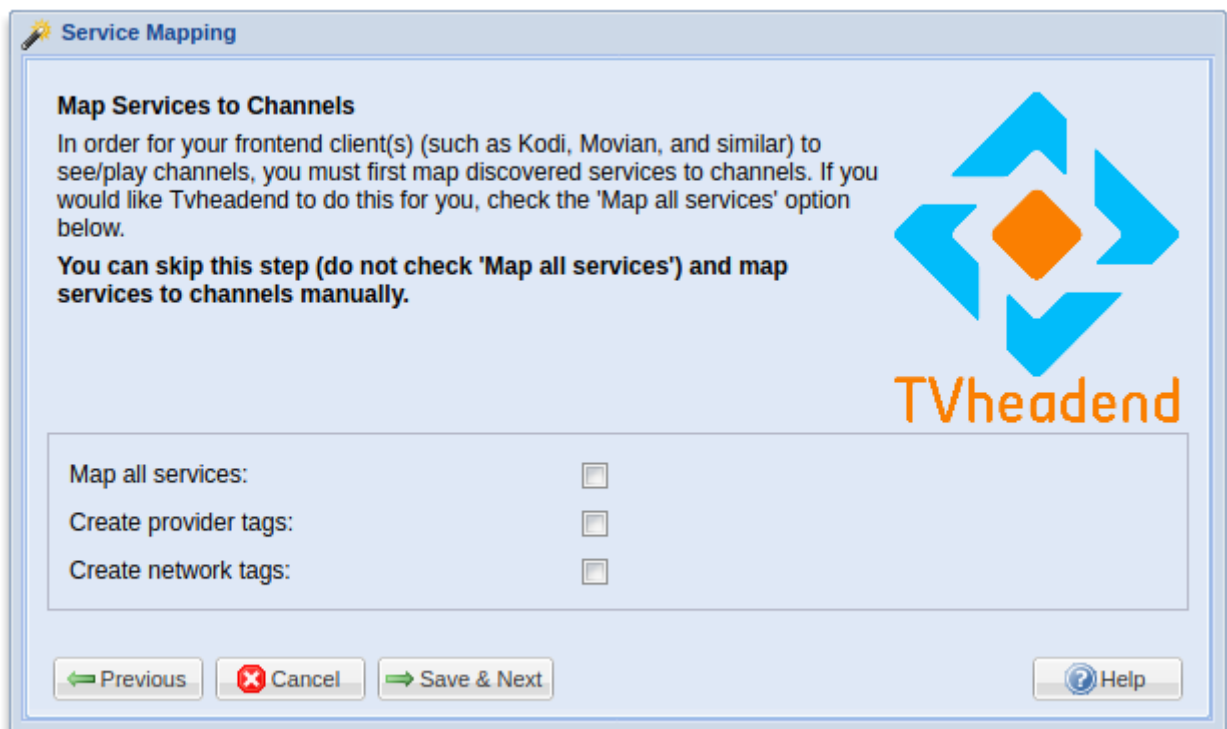 Service Mapping
Map Services to Channels
In order for your frontend client(s) (such as Kodi, Movian, and similar) to
see/play channels, you must first map discovered services to channels. If you
would like Tvheadend to do this for you, check the 'Map all services' option
below.
You can skip this step (do not check 'Map all services') and map
services to channels manually.
TVheadend
Map all services:
Create provider tags:
Create network tags:
Previous Cancel Save & Next Help